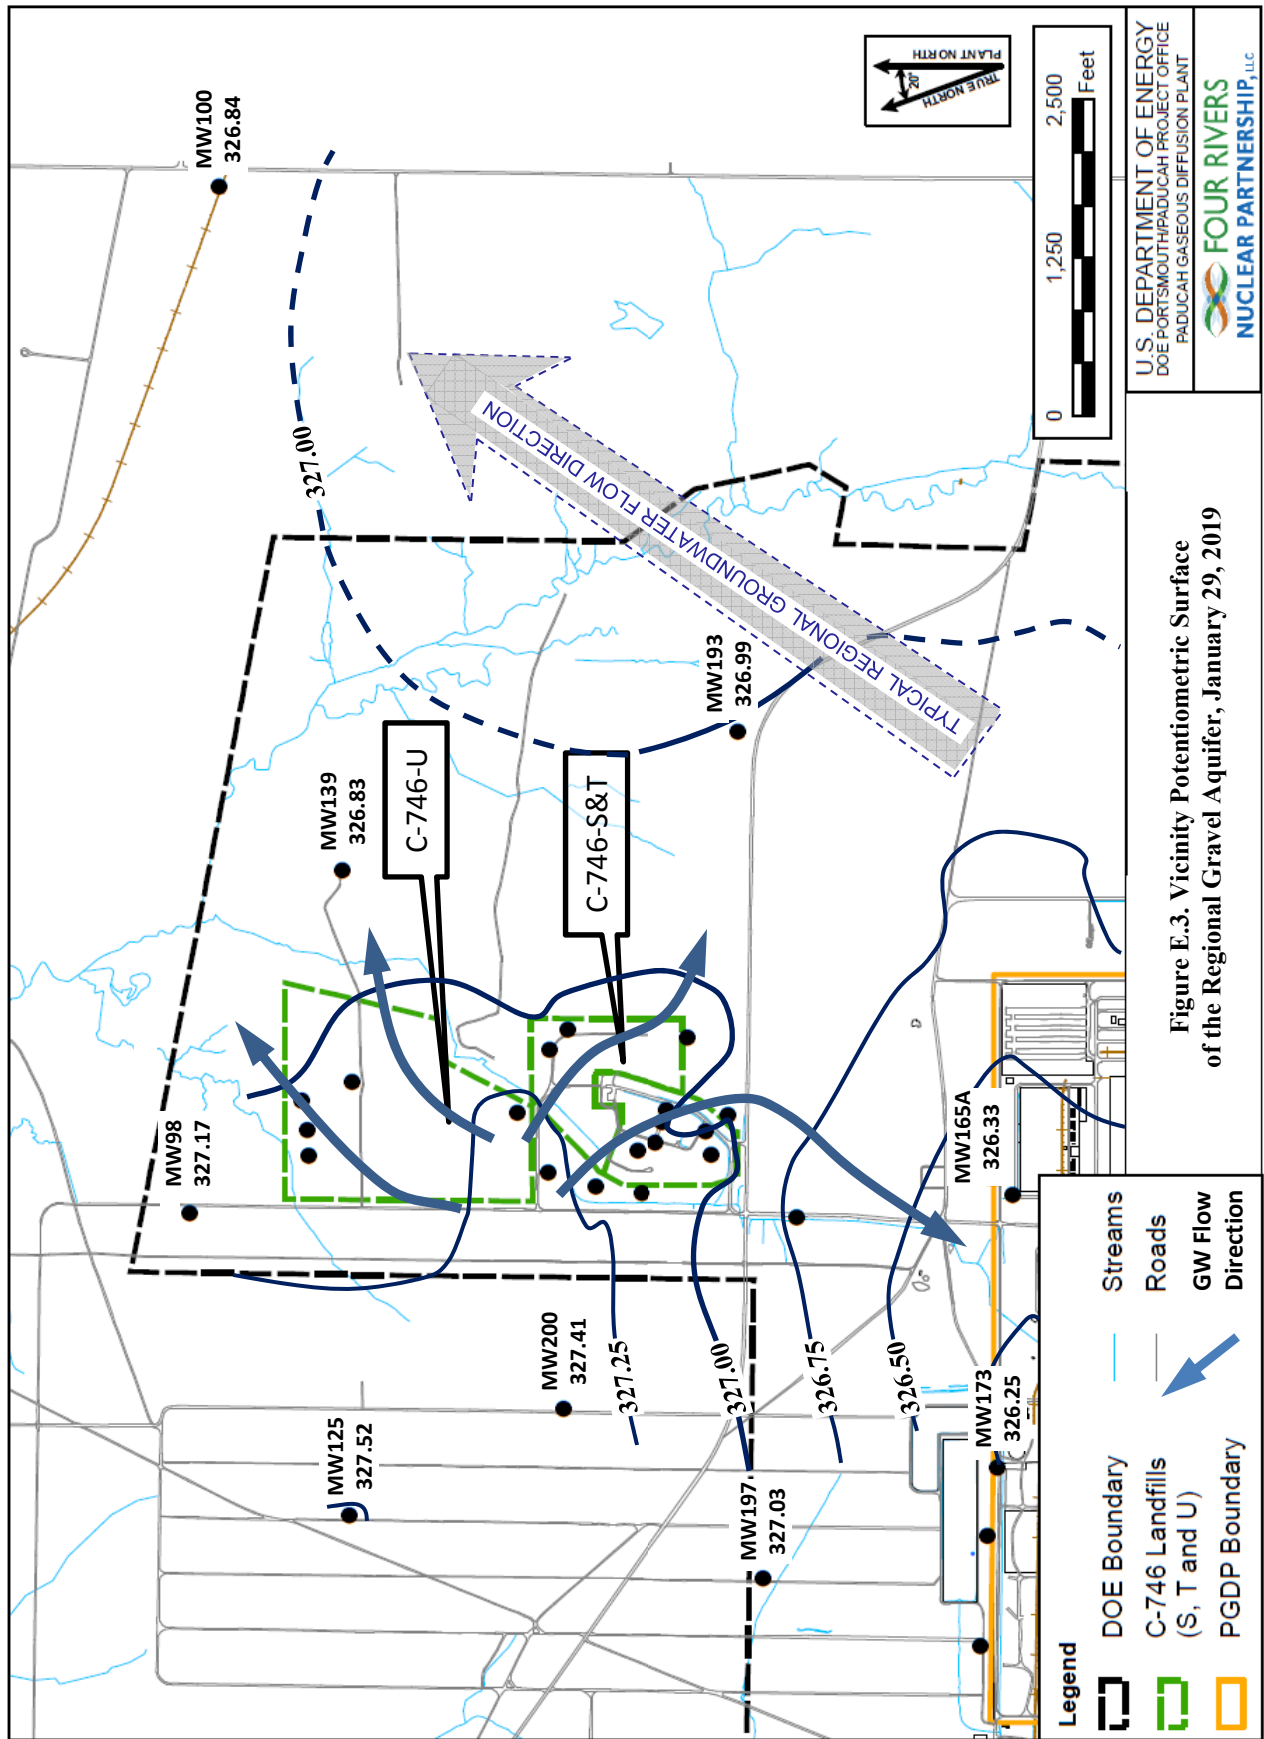 MW100
326.84
PLANT NORTH
TRUE NORTH
20°
0
1,250
2,500
Feet
U.S. DEPARTMENT OF ENERGY
DOE PORTSMOUTH/PADUCAH PROJECT OFFICE
PADUCAH GASEOUS DIFFUSION PLANT
FOUR RIVERS
NUCLEAR PARTNERSHIP, LLC
327.00
TYPICAL REGIONAL GROUNDWATER FLOW DIRECTION
MW193
326.99
MW139
326.83
C-746-U
C-746-S&T
MW98
327.17
MW165A
326.33
MW200
327.41
MW125
327.52
327.25
327.00
326.75
326.50
MW173
326.25
MW197
327.03
Legend
DOE Boundary
C-746 Landfills
(S, T and U)
PGDP Boundary
Streams
Roads
GW Flow
Direction
Figure E.3. Vicinity Potentiometric Surface
of the Regional Gravel Aquifer, January 29, 2019